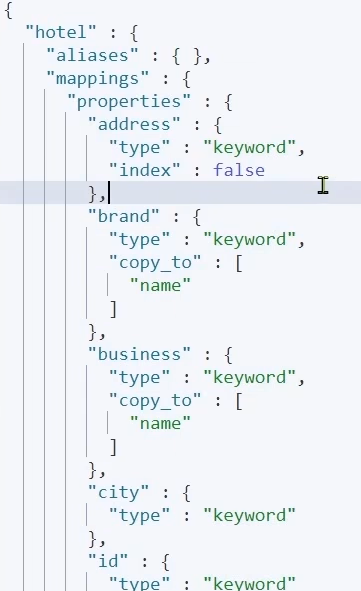 {
  "hotel" : {
    "aliases" : { },
    "mappings" : {
      "properties" : {
        "address" : {
          "type" : "keyword",
          "index" : false
        },
        "brand" : {
          "type" : "keyword",
          "copy_to" : [
            "name"
          ]
        },
        "business" : {
          "type" : "keyword",
          "copy_to" : [
            "name"
          ]
        },
        "city" : {
          "type" : "keyword"
        },
        "id" : {
          "type" : "keyword"